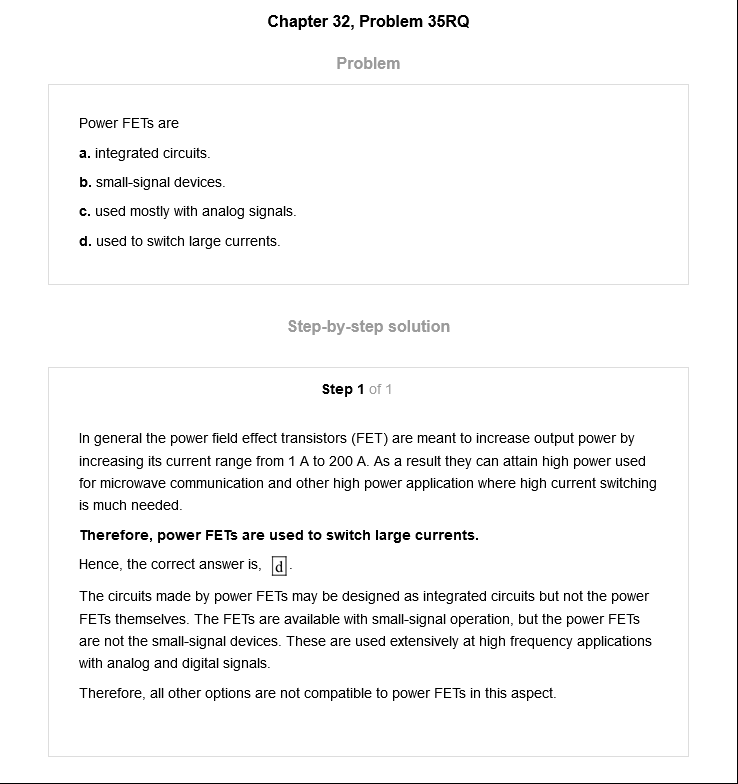 Chapter 32, Problem 35RQ
Problem
Power FETs are
a. integrated circuits.
b. small-signal devices.
c. used mostly with analog signals.
d. used to switch large currents.
Step-by-step solution
Step 1 of 1
In general the power field effect transistors (FET) are meant to increase output power by
increasing its current range from 1 A to 200 A. As a result they can attain high power used
for microwave communication and other high power application where high current switching
is much needed.
Therefore, power FETs are used to switch large currents.
Hence, the correct answer is, d.
The circuits made by power FETs may be designed as integrated circuits but not the power
FETs themselves. The FETs are available with small-signal operation, but the power FETs
are not the small-signal devices. These are used extensively at high frequency applications
with analog and digital signals.
Therefore, all other options are not compatible to power FETs in this aspect.